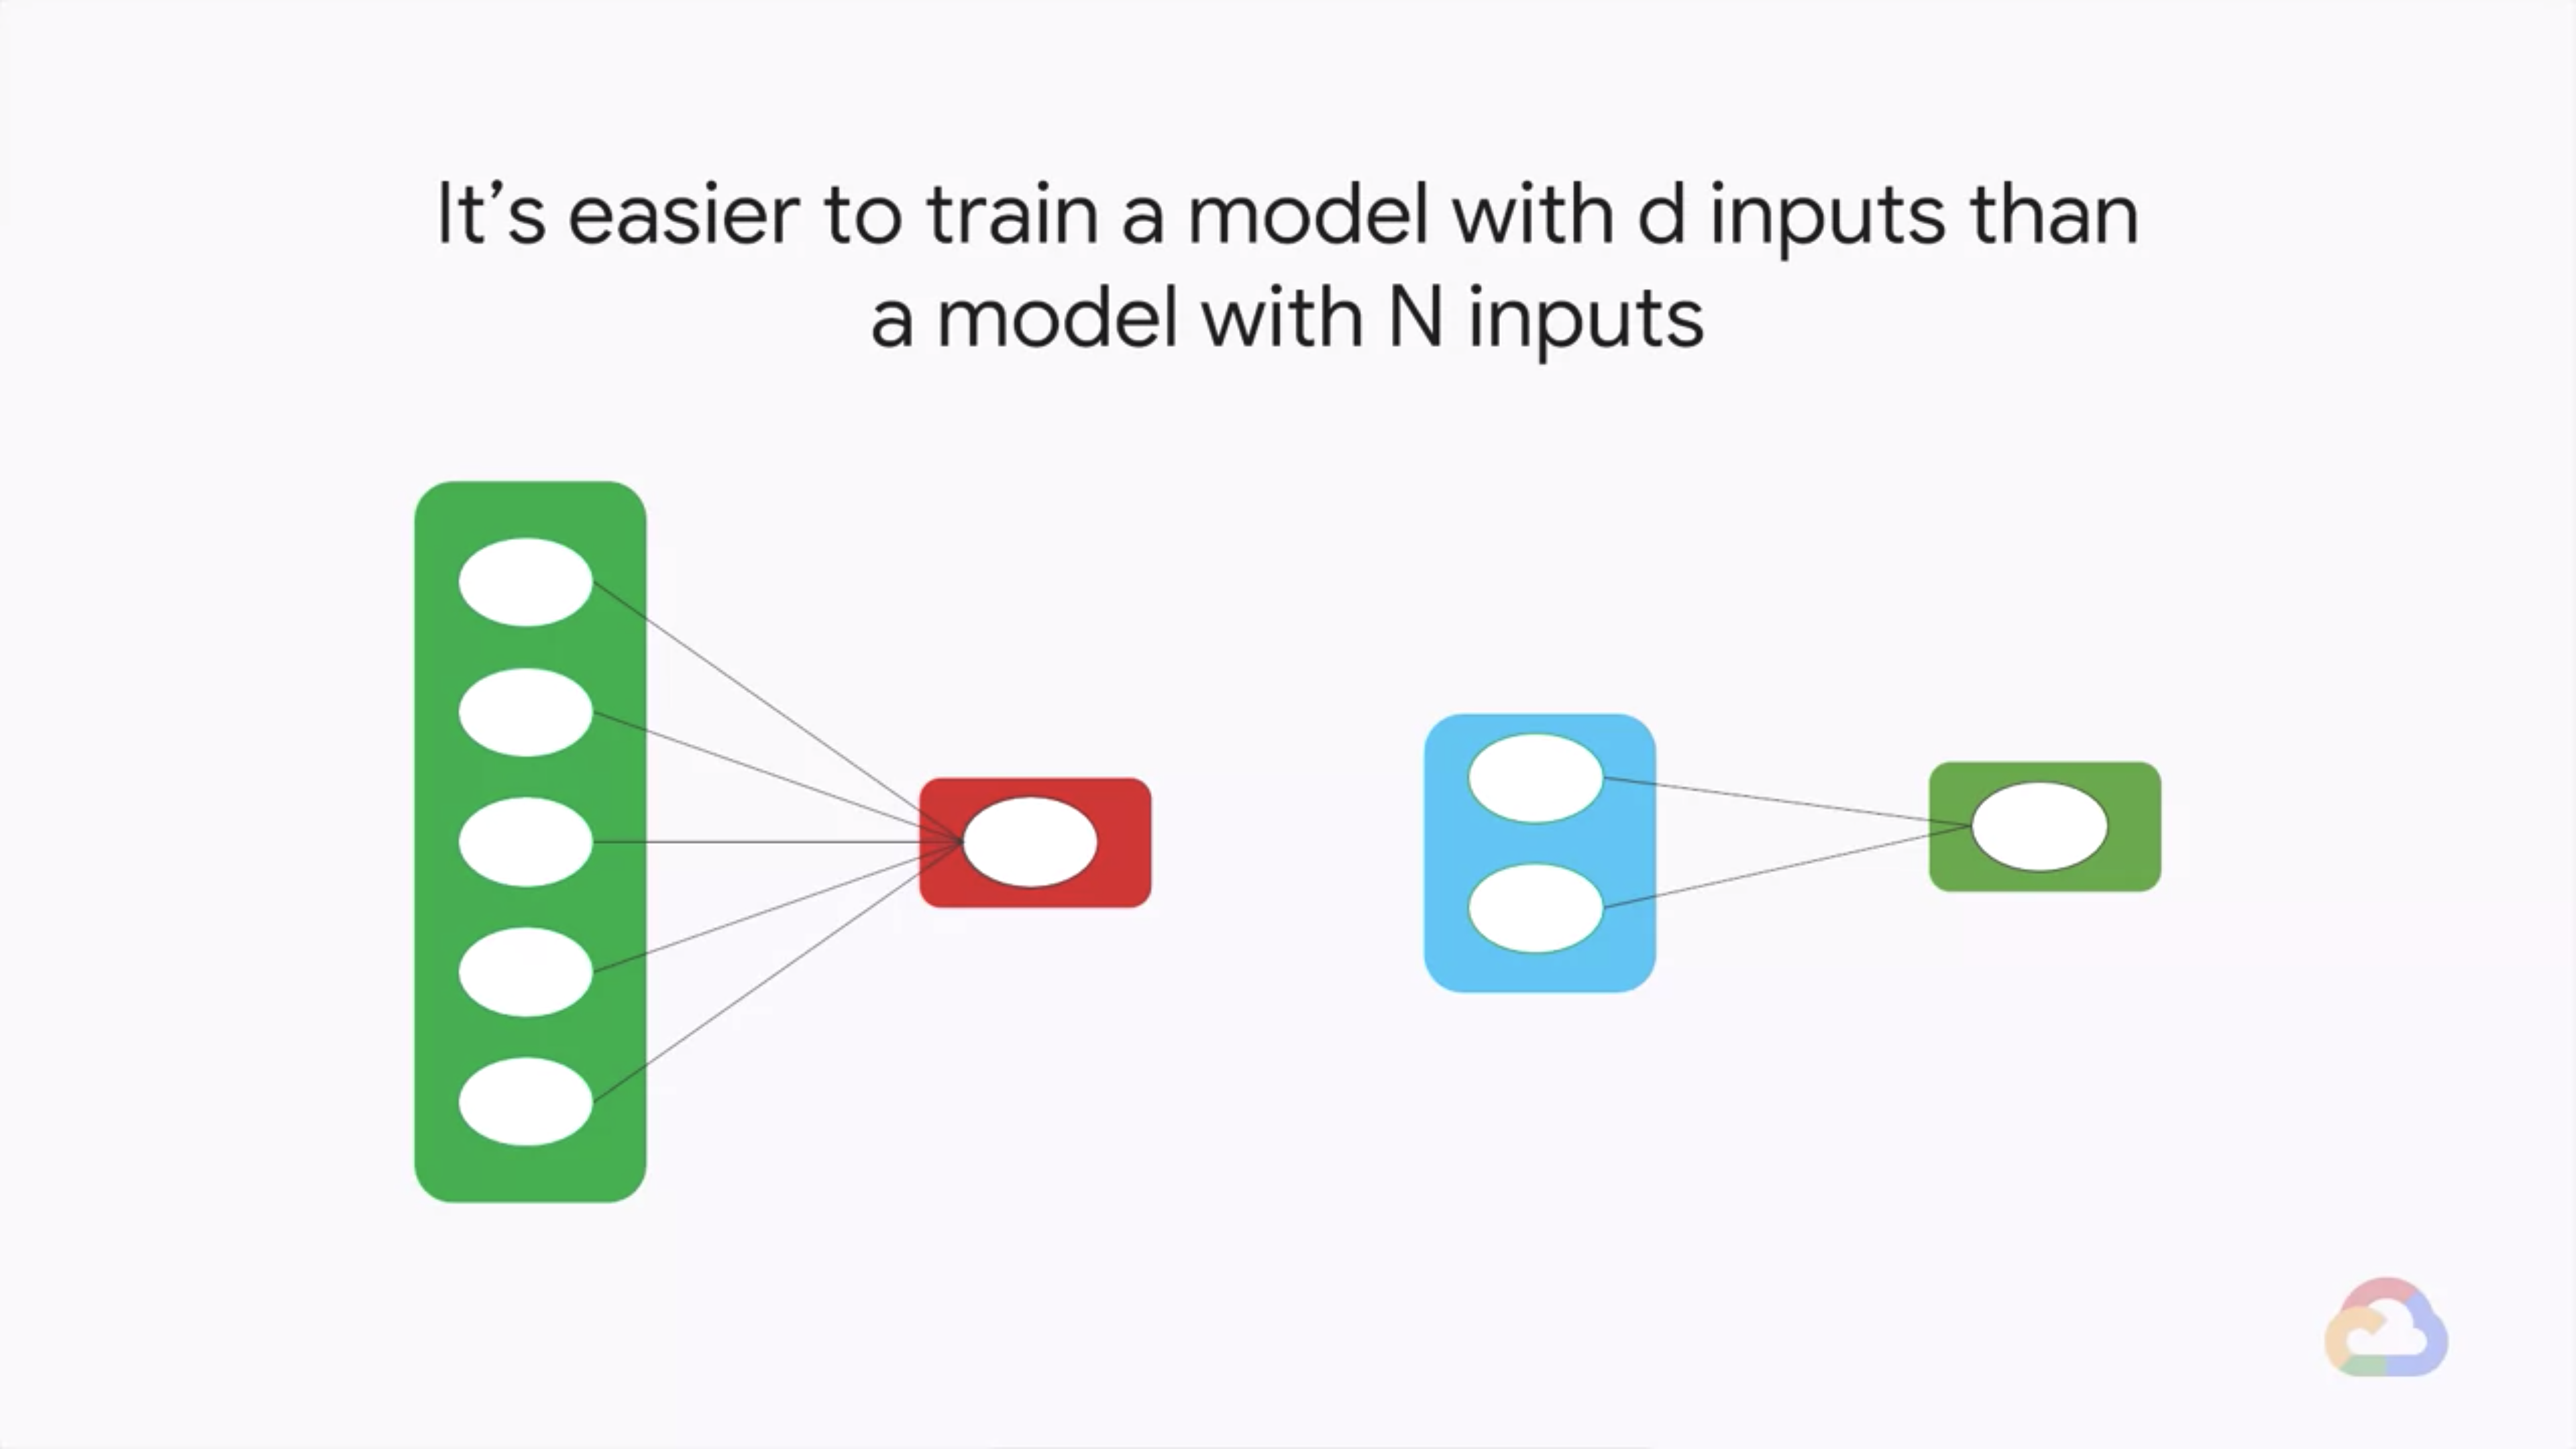 It’s easier to train a model with d inputs than
a model with N inputs